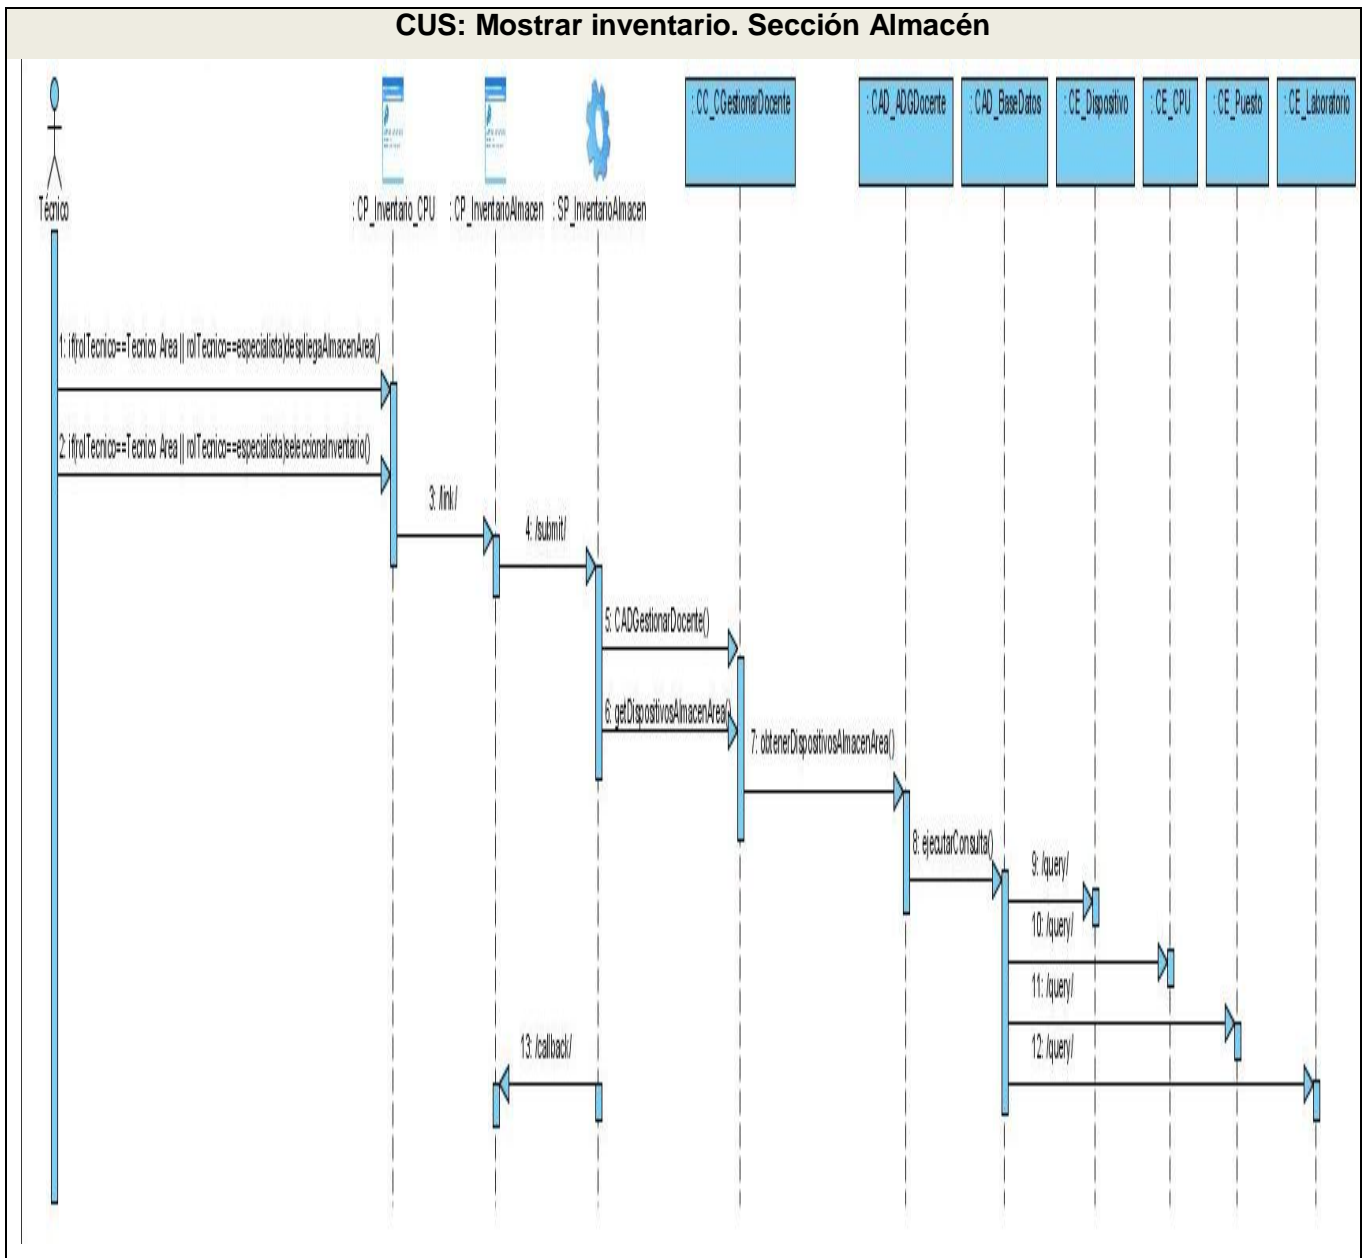 CUS: Mostrar inventario. Sección Almacén
: CC_CGestionarDocente
: CAD_ADGDocente
: CAD_BaseDatos
: CE_Dispositivo
: CE_CPU
: CE_Puesto
: CE_Laboratorio
Técnico
: CP_Inventario_CPU
: CP_InventarioAlmacen
: SP_InventarioAlmacen
1: if(rolTecnico==Tecnico Area || rolTecnico==especialista)despliegaAlmacenArea()
2: if(rolTecnico==Tecnico Area || rolTecnico==especialista)seleccionaInventario()
3: /link/
4: /submit/
5: CADGestionarDocente()
6: getDispositivosAlmacenArea()
7: obtenerDispositivosAlmacenArea()
8: ejecutarConsulta()
9: /query/
10: /query/
11: /query/
12: /query/
13: /callback/